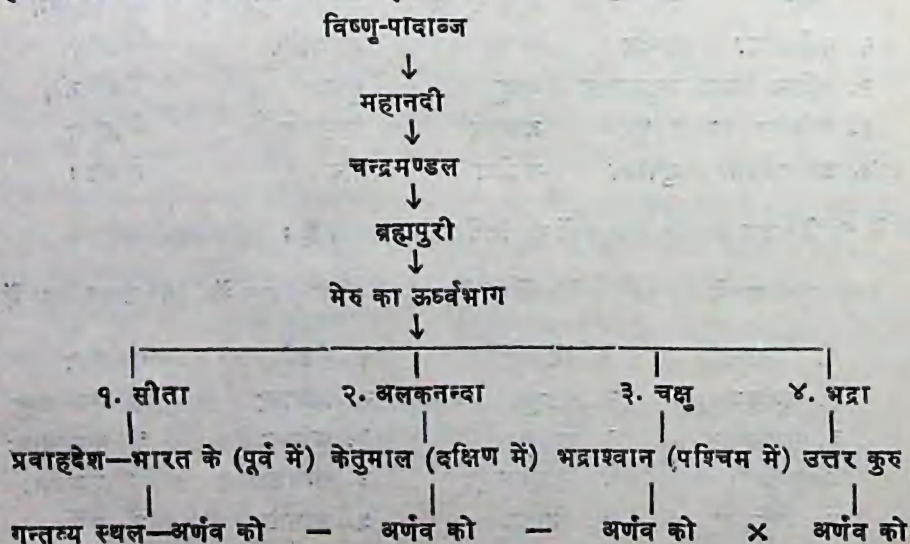 विष्णु-पादाब्ज
↓
महानदी
↓
चन्द्रमण्डल
↓
ब्रह्मपुरी
↓
मेरु का ऊर्ध्वभाग
↓
१. सीता २. अलकनन्दा ३. चक्षु ४. भद्रा
प्रवाहदेश—भारत के (पूर्व में) केतुमाल (दक्षिण में) भद्राश्वान (पश्चिम में) उत्तर कुरु
गन्तव्य स्थल—अर्णव को — अर्णव को — अर्णव को × अर्णव को